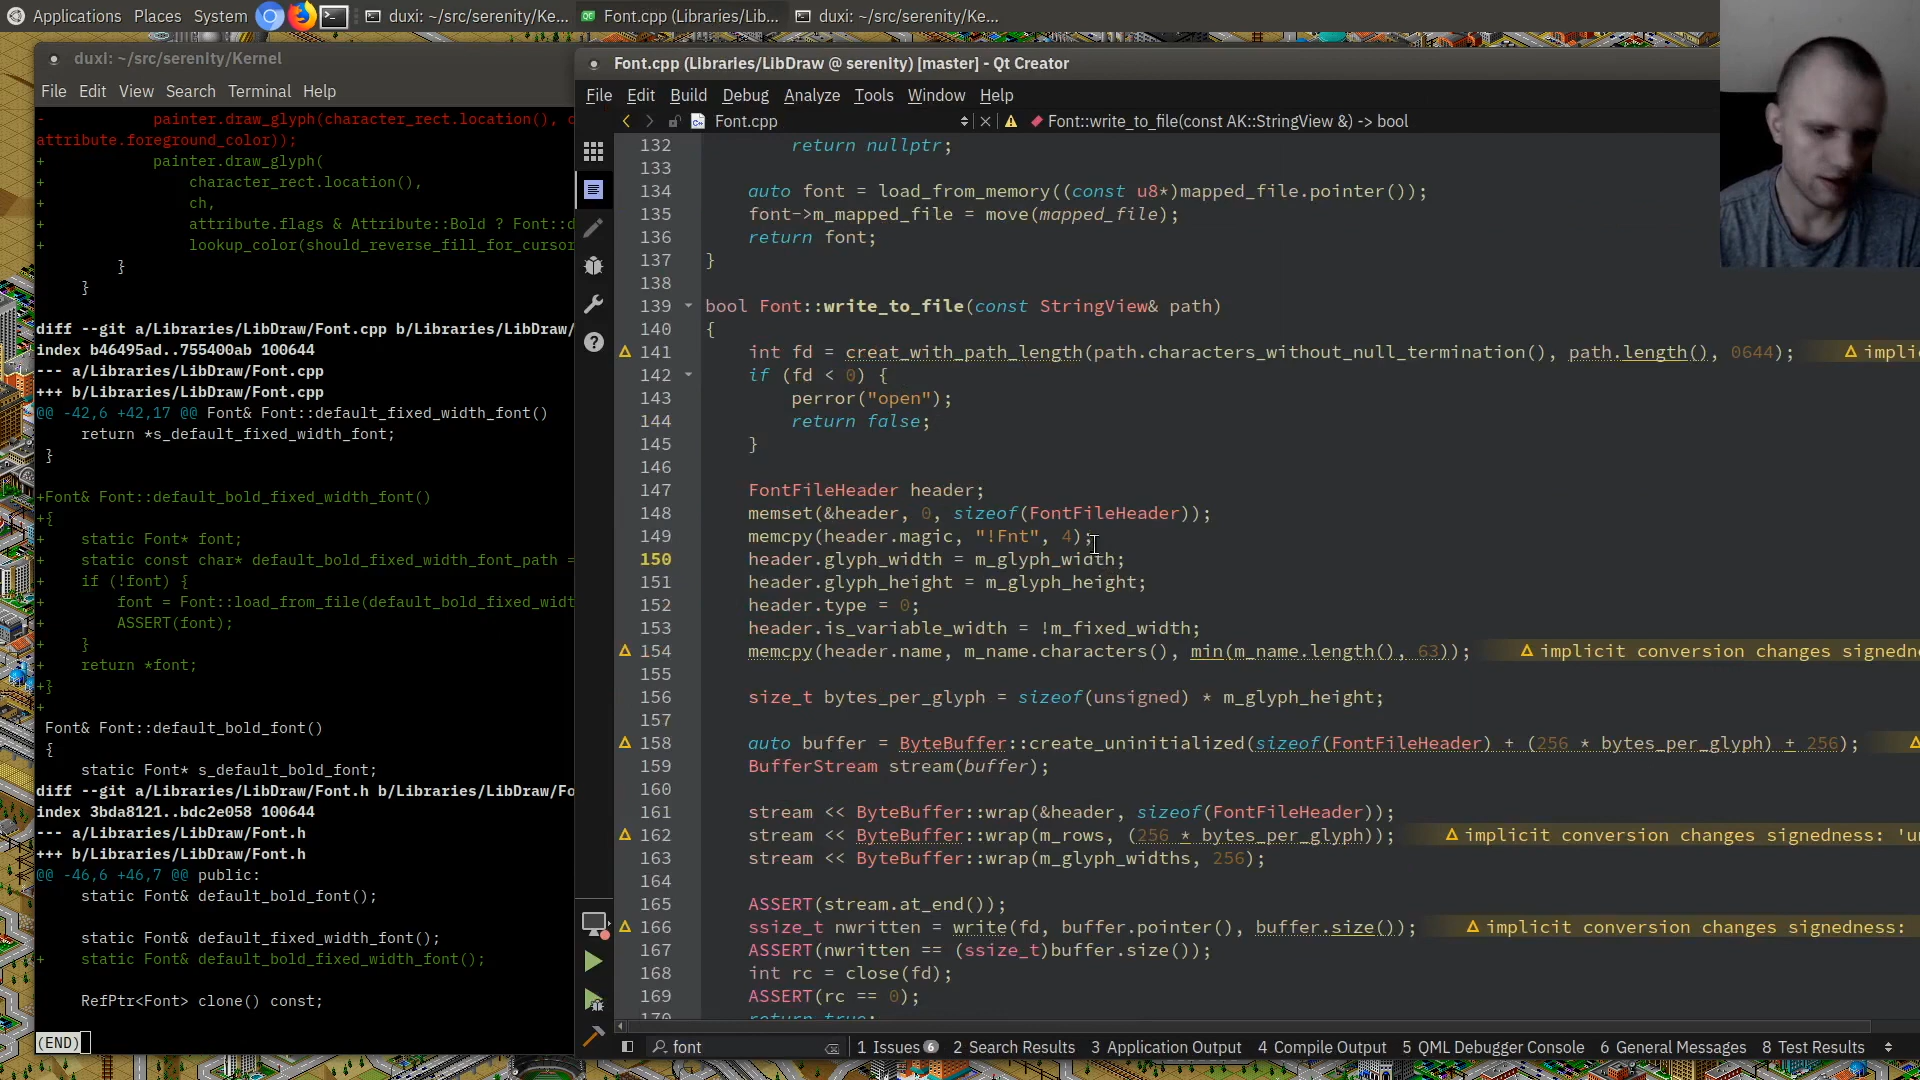 Applications Places System duxi: ~/src/serenity/Ke... Font.cpp (Libraries/Lib... duxi: ~/src/serenity/Ke...
duxi: ~/src/serenity/Kernel
File Edit View Search Terminal Help
- painter.draw_glyph(character_rect.location(), c
attribute.foreground_color));
+ painter.draw_glyph(
+ character_rect.location(),
+ ch,
+ attribute.flags & Attribute::Bold ? Font::d
+ lookup_color(should_reverse_fill_for_cursor
}
}
diff --git a/Libraries/LibDraw/Font.cpp b/Libraries/LibDraw/
index b46495ad..755400ab 100644
--- a/Libraries/LibDraw/Font.cpp
+++ b/Libraries/LibDraw/Font.cpp
@@ -42,6 +42,17 @@ Font& Font::default_fixed_width_font()
return *s_default_fixed_width_font;
}
+Font& Font::default_bold_fixed_width_font()
+{
+ static Font* font;
+ static const char* default_bold_fixed_width_font_path =
+ if (!font) {
+ font = Font::load_from_file(default_bold_fixed_widt
+ ASSERT(font);
+ }
+ return *font;
+}
+
Font& Font::default_bold_font()
{
static Font* s_default_bold_font;
diff --git a/Libraries/LibDraw/Font.h b/Libraries/LibDraw/Fo
index 3bda8121..bdc2e058 100644
--- a/Libraries/LibDraw/Font.h
+++ b/Libraries/LibDraw/Font.h
@@ -46,6 +46,7 @@ public:
static Font& default_bold_font();
static Font& default_fixed_width_font();
+ static Font& default_bold_fixed_width_font();
RefPtr<Font> clone() const;
(END)
Font.cpp (Libraries/LibDraw @ serenity) [master] - Qt Creator
File Edit Build Debug Analyze Tools Window Help
Font.cpp Font::write_to_file(const AK::StringView &) -> bool
132 return nullptr;
133
134 auto font = load_from_memory((const u8*)mapped_file.pointer());
135 font->m_mapped_file = move(mapped_file);
136 return font;
137 }
138
139 bool Font::write_to_file(const StringView& path)
140 {
141 int fd = creat_with_path_length(path.characters_without_null_termination(), path.length(), 0644); impli
142 if (fd < 0) {
143 perror("open");
144 return false;
145 }
146
147 FontFileHeader header;
148 memset(&header, 0, sizeof(FontFileHeader));
149 memcpy(header.magic, "!Fnt", 4);
150 header.glyph_width = m_glyph_width;
151 header.glyph_height = m_glyph_height;
152 header.type = 0;
153 header.is_variable_width = !m_fixed_width;
154 memcpy(header.name, m_name.characters(), min(m_name.length(), 63)); implicit conversion changes signedne
155
156 size_t bytes_per_glyph = sizeof(unsigned) * m_glyph_height;
157
158 auto buffer = ByteBuffer::create_uninitialized(sizeof(FontFileHeader) + (256 * bytes_per_glyph) + 256);
159 BufferStream stream(buffer);
160
161 stream << ByteBuffer::wrap(&header, sizeof(FontFileHeader));
162 stream << ByteBuffer::wrap(m_rows, (256 * bytes_per_glyph)); implicit conversion changes signedness: 'u
163 stream << ByteBuffer::wrap(m_glyph_widths, 256);
164
165 ASSERT(stream.at_end());
166 ssize_t nwritten = write(fd, buffer.pointer(), buffer.size()); implicit conversion changes signedness:
167 ASSERT(nwritten == (ssize_t)buffer.size());
168 int rc = close(fd);
169 ASSERT(rc == 0);
170 return true;
font 1 Issues 6 2 Search Results 3 Application Output 4 Compile Output 5 QML Debugger Console 6 General Messages 8 Test Results